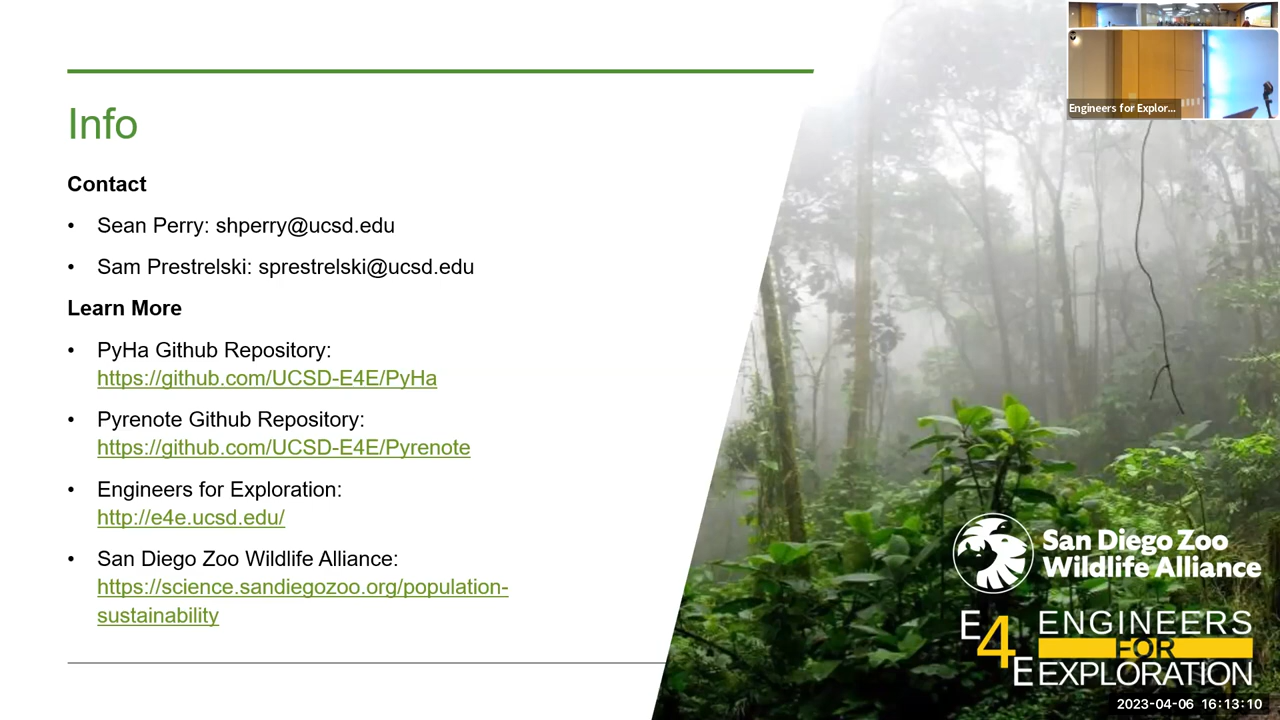 Info
Contact
• Sean Perry: shperry@ucsd.edu
• Sam Prestrelski: sprestrelski@ucsd.edu
Learn More
• PyHa Github Repository:
https://github.com/UCSD-E4E/PyHa
• Pyrenote Github Repository:
https://github.com/UCSD-E4E/Pyrenote
• Engineers for Exploration:
http://e4e.ucsd.edu/
• San Diego Zoo Wildlife Alliance:
https://science.sandiegozoo.org/population-
sustainability
Engineers for Explor...
San Diego Zoo
Wildlife Alliance
E4E
ENGINEERS
FOR
EXPLORATION
2023-04-06 16:13:10